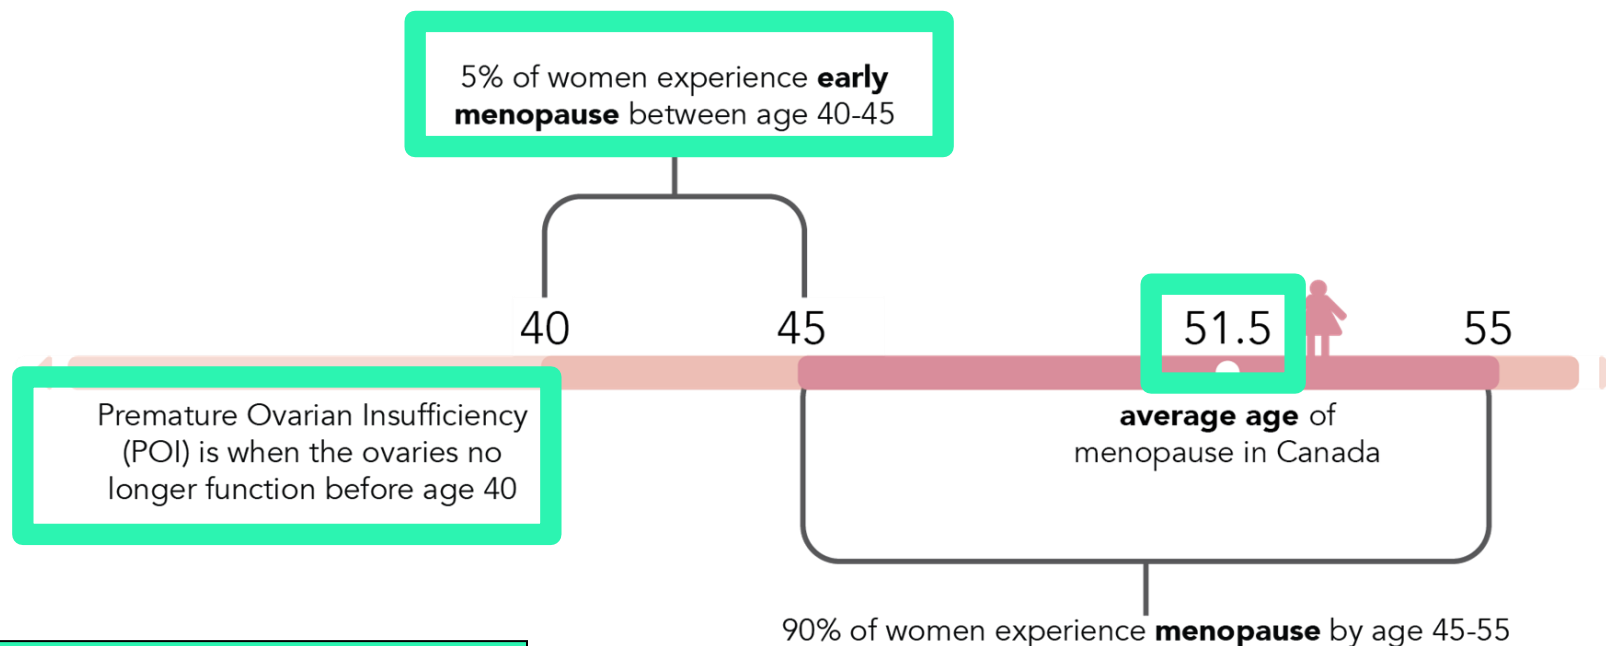 5% of women experience early
menopause between age 40-45
40
45
51.5
55
Premature Ovarian Insufficiency
(POI) is when the ovaries no
longer function before age 40
average age of
menopause in Canada
90% of women experience menopause by age 45-55